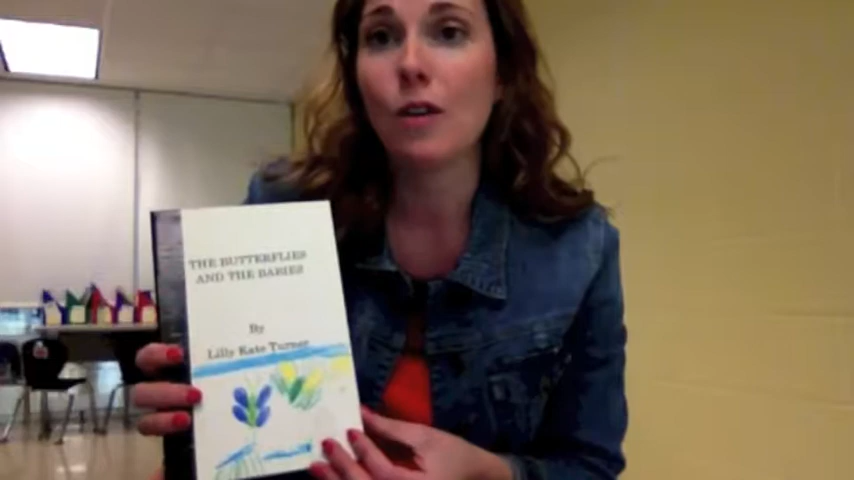 THE BUTTERFLIES
AND THE BABIES
By
Lilly Kate Turner